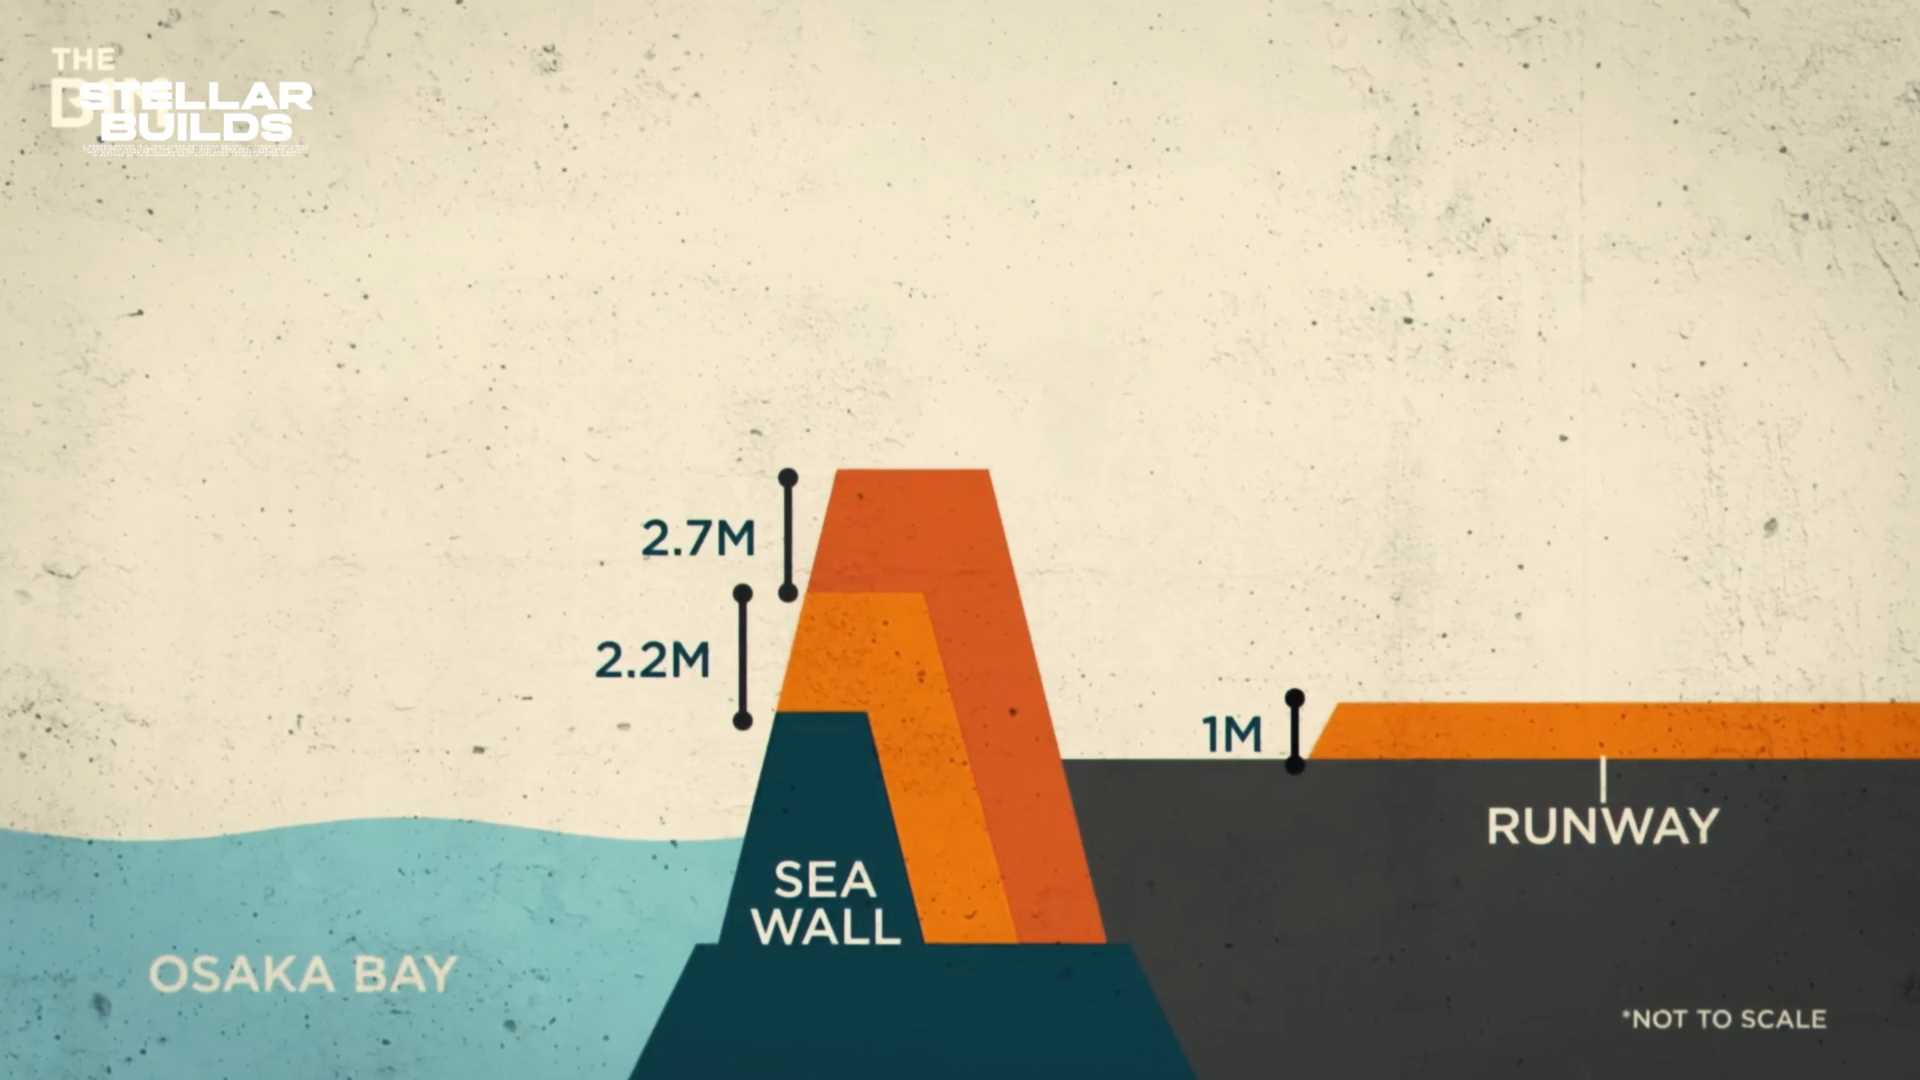 THE
STELLAR
BUILDS
2.7M
2.2M
1M
RUNWAY
SEA
WALL
OSAKA BAY
*NOT TO SCALE